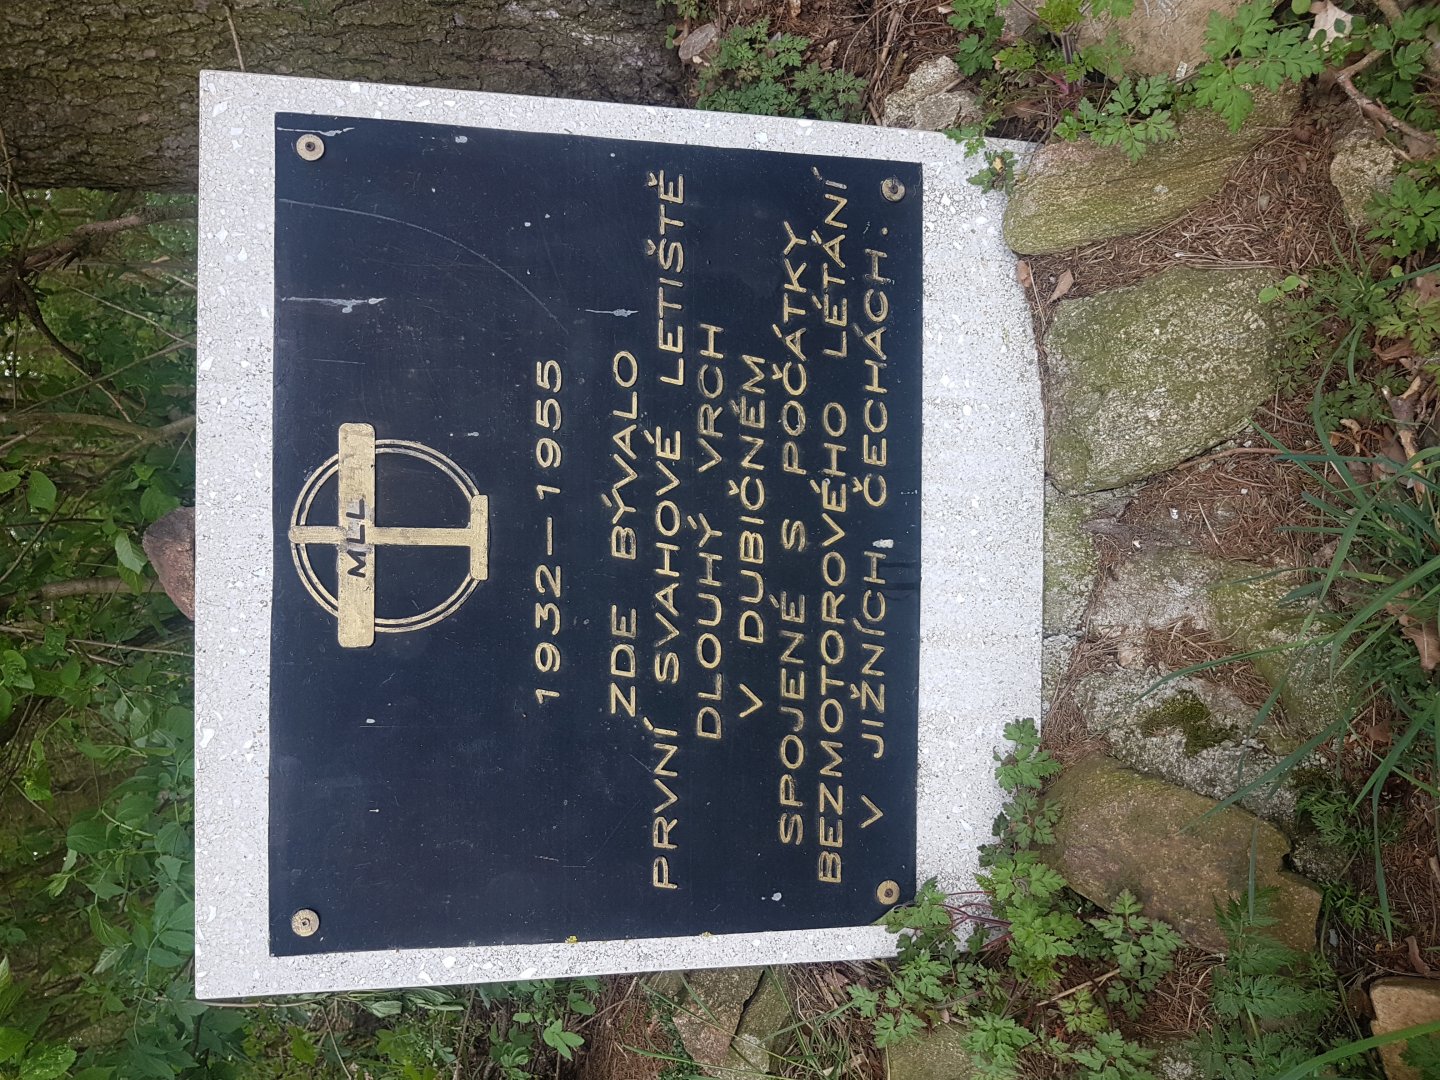 MLL
1932–1955
ZDE BÝVALO
PRVNÍ SVAHOVÉ LETIŠTĚ
DLOUHÝ VRCH
V DUBIČNÉM
SPOJENÉ S POČÁTKY
BEZMOTOROVÉHO LÉTÁNÍ
V JIŽNÍCH ČECHÁCH.